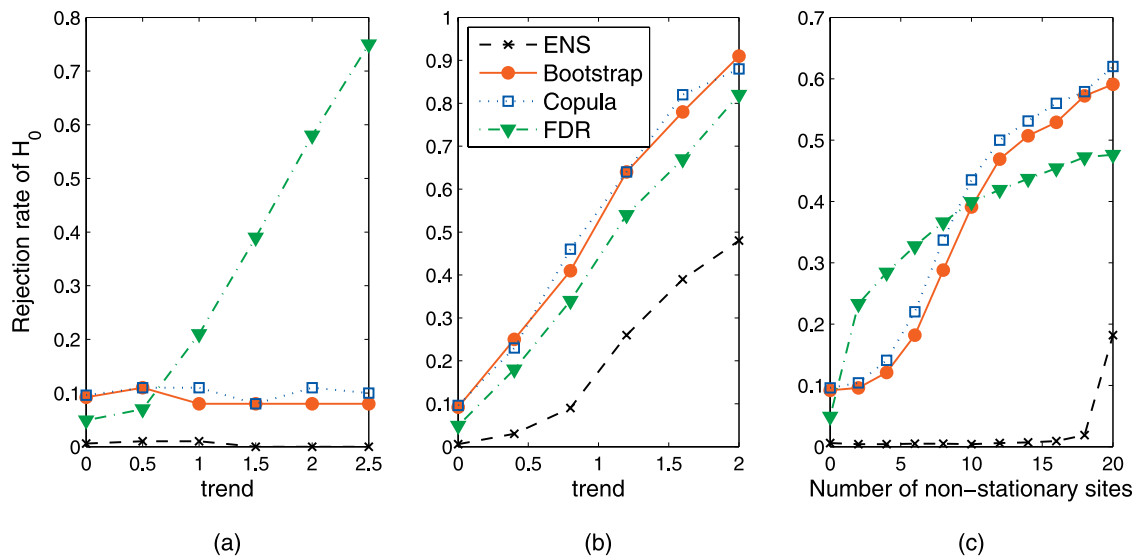 0.8
0.7
0.6
0.5
0.4
0.3
0.2
0.1
0
Rejection rate of H_0
0 0.5 1 1.5 2 2.5
trend
(a)
1
0.9
0.8
0.7
0.6
0.5
0.4
0.3
0.2
0.1
0
ENS
Bootstrap
Copula
FDR
0 0.5 1 1.5 2
trend
(b)
0.7
0.6
0.5
0.4
0.3
0.2
0.1
0
0 5 10 15 20
Number of non−stationary sites
(c)